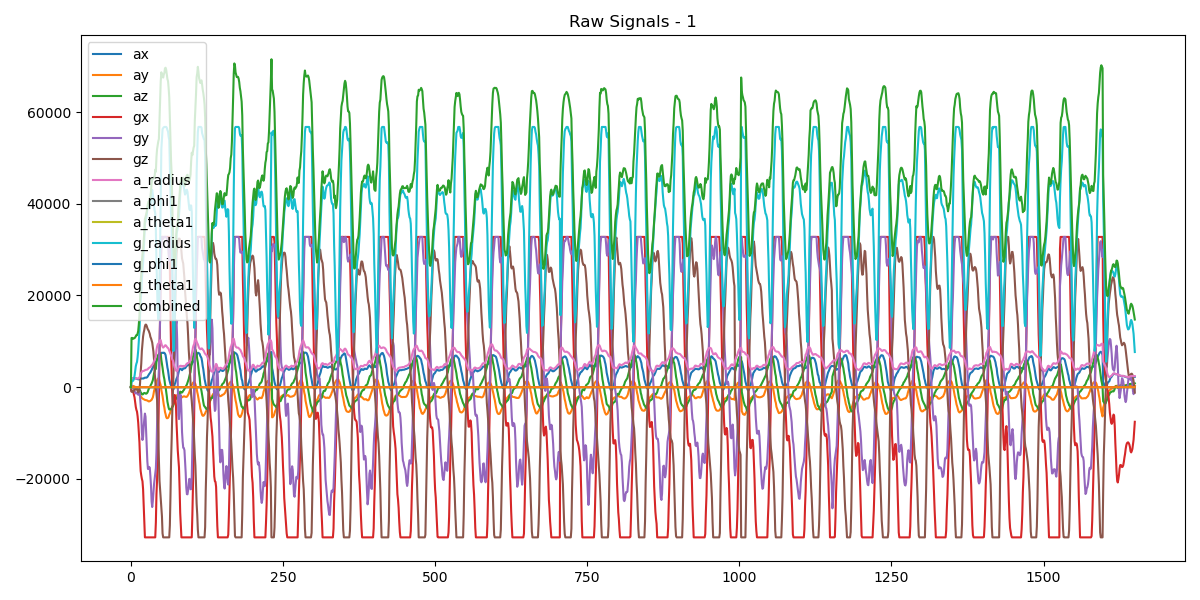 Raw Signals - 1
ax
ay
az
gx
gy
gz
a_radius
a_phi1
a_theta1
g_radius
g_phi1
g_theta1
combined
60000
40000
20000
0
−20000
0 250 500 750 1000 1250 1500